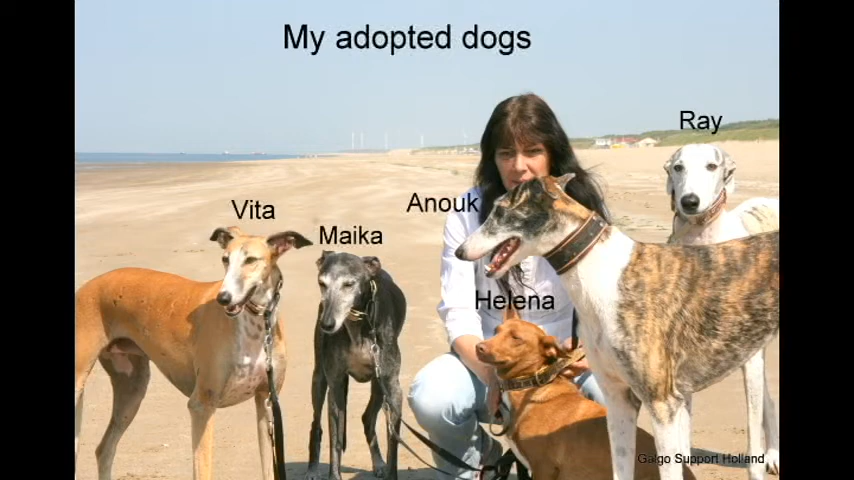 My adopted dogs
Ray
Anouk
Vita
Maika
Helena
Galgo Support Holland